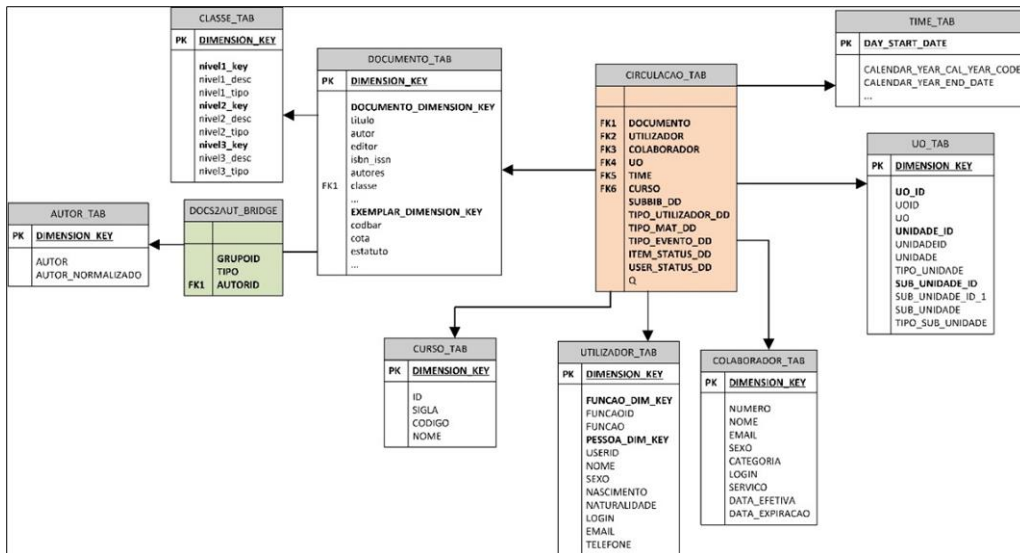 CLASSE_TAB
PK DIMENSION_KEY
nivel1_key
nivel1_desc
nivel1_tipo
nivel2_key
nivel2_desc
nivel2_tipo
nivel3_key
nivel3_desc
nivel3_tipo
DOCUMENTO_TAB
PK DIMENSION_KEY
DOCUMENTO_DIMENSION_KEY
titulo
autor
editor
isbn_issn
autores
FK1 classe
...
EXEMPLAR_DIMENSION_KEY
codbar
cota
estatuto
...
CIRCULACAO_TAB
FK1 DOCUMENTO
FK2 UTILIZADOR
FK3 COLABORADOR
FK4 UO
FK5 TIME
FK6 CURSO
SUBBIB_DD
TIPO_UTILIZADOR_DD
TIPO_MAT_DD
TIPO_EVENTO_DD
ITEM_STATUS_DD
USER_STATUS_DD
Q
TIME_TAB
PK DAY_START_DATE
CALENDAR_YEAR_CAL_YEAR_CODE
CALENDAR_YEAR_END_DATE
...
UO_TAB
PK DIMENSION_KEY
UO_ID
UOID
UO
UNIDADE_ID
UNIDADEID
UNIDADE
TIPO_UNIDADE
SUB_UNIDADE_ID
SUB_UNIDADE_ID_1
SUB_UNIDADE
TIPO_SUB_UNIDADE
AUTOR_TAB
PK DIMENSION_KEY
AUTOR
AUTOR_NORMALIZADO
DOCS2AUT_BRIDGE
GRUPOID
TIPO
FK1 AUTORID
CURSO_TAB
PK DIMENSION_KEY
ID
SIGLA
CODIGO
NOME
UTILIZADOR_TAB
PK DIMENSION_KEY
FUNCAO_DIM_KEY
FUNCAOID
FUNCAO
PESSOA_DIM_KEY
USERID
NOME
SEXO
NASCIMENTO
NATURALIDADE
LOGIN
EMAIL
TELEFONE
COLABORADOR_TAB
PK DIMENSION_KEY
NUMERO
NOME
EMAIL
SEXO
CATEGORIA
LOGIN
SERVICO
DATA_EFETIVA
DATA_EXPIRACAO